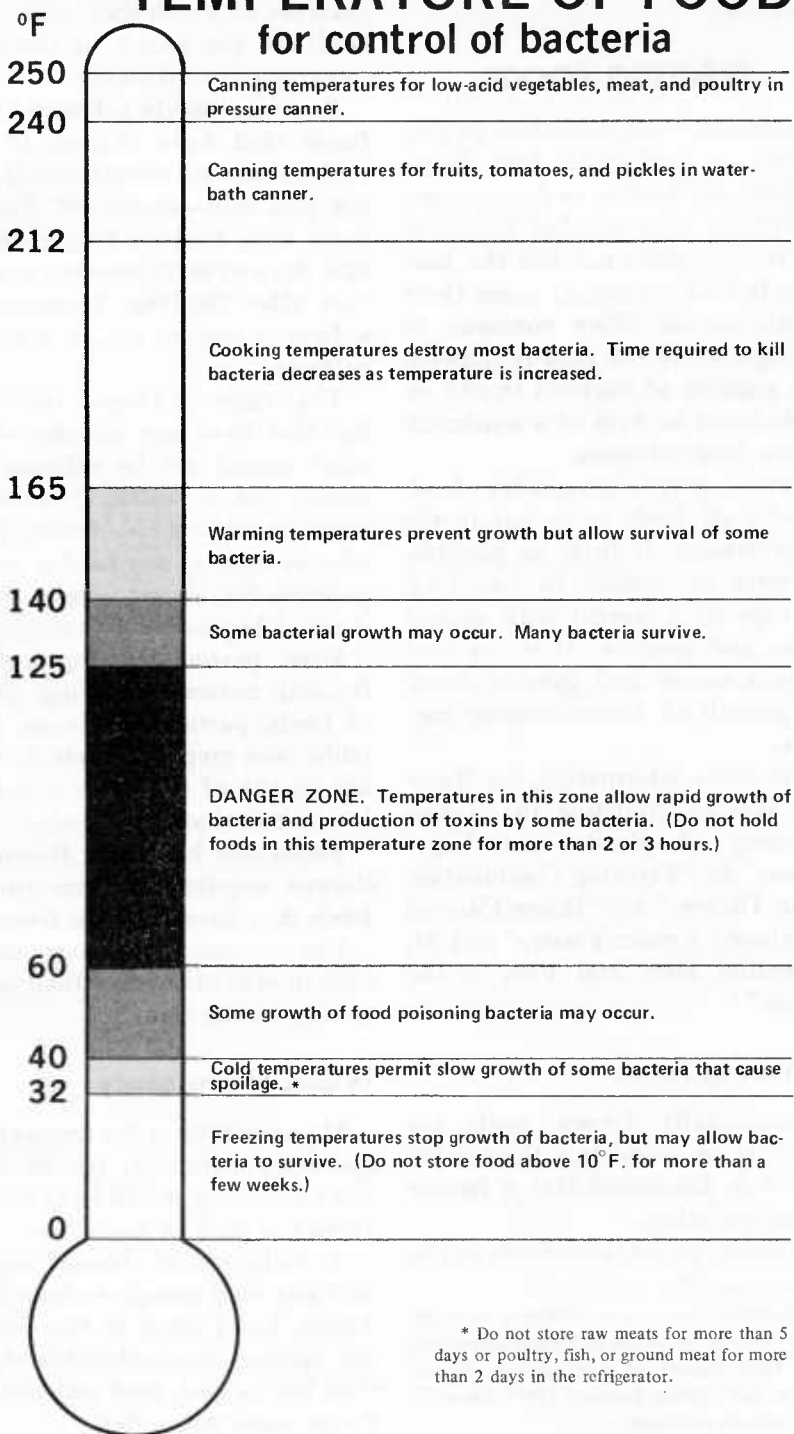 TEMPERATURE OF FOOD
for control of bacteria
°F
250
Canning temperatures for low-acid vegetables, meat, and poultry in
pressure canner.
240
Canning temperatures for fruits, tomatoes, and pickles in water-
bath canner.
212
Cooking temperatures destroy most bacteria. Time required to kill
bacteria decreases as temperature is increased.
165
Warming temperatures prevent growth but allow survival of some
bacteria.
140
Some bacterial growth may occur. Many bacteria survive.
125
DANGER ZONE. Temperatures in this zone allow rapid growth of
bacteria and production of toxins by some bacteria. (Do not hold
foods in this temperature zone for more than 2 or 3 hours.)
60
Some growth of food poisoning bacteria may occur.
40
Cold temperatures permit slow growth of some bacteria that cause
spoilage. *
32
Freezing temperatures stop growth of bacteria, but may allow bac-
teria to survive. (Do not store food above 10°F. for more than a
few weeks.)
0
* Do not store raw meats for more than 5
days or poultry, fish, or ground meat for more
than 2 days in the refrigerator.